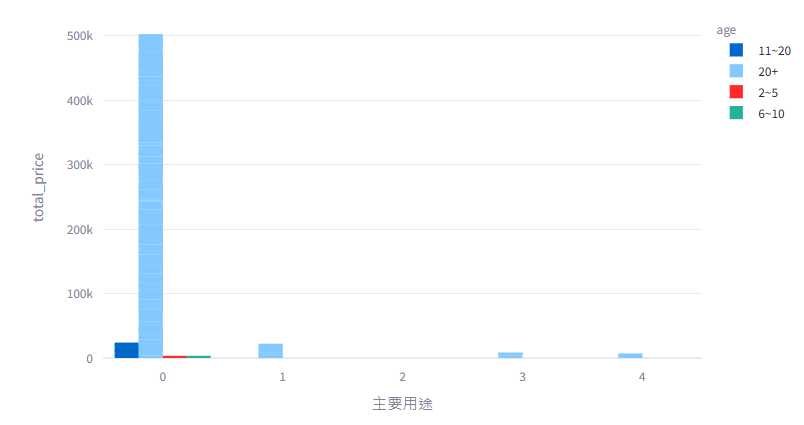 age
11~20
20+
2~5
6~10
500k
400k
300k
200k
100k
0
total_price
0 1 2 3 4
主要用途